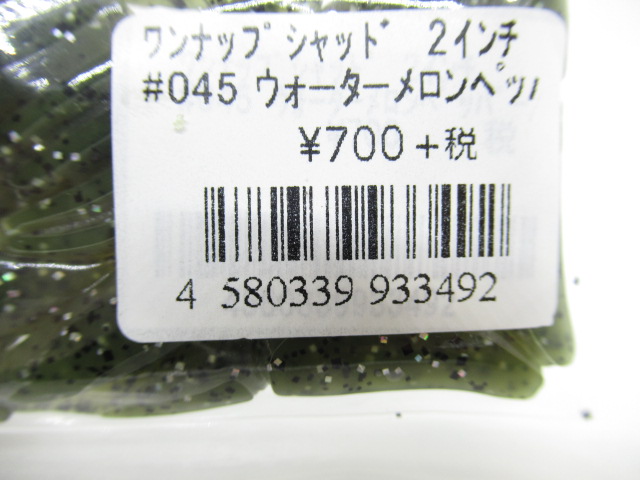 ワンナップシャッド 2インチ
#045 ウォーターメロンペッパ
¥700+税
4 580339 933492